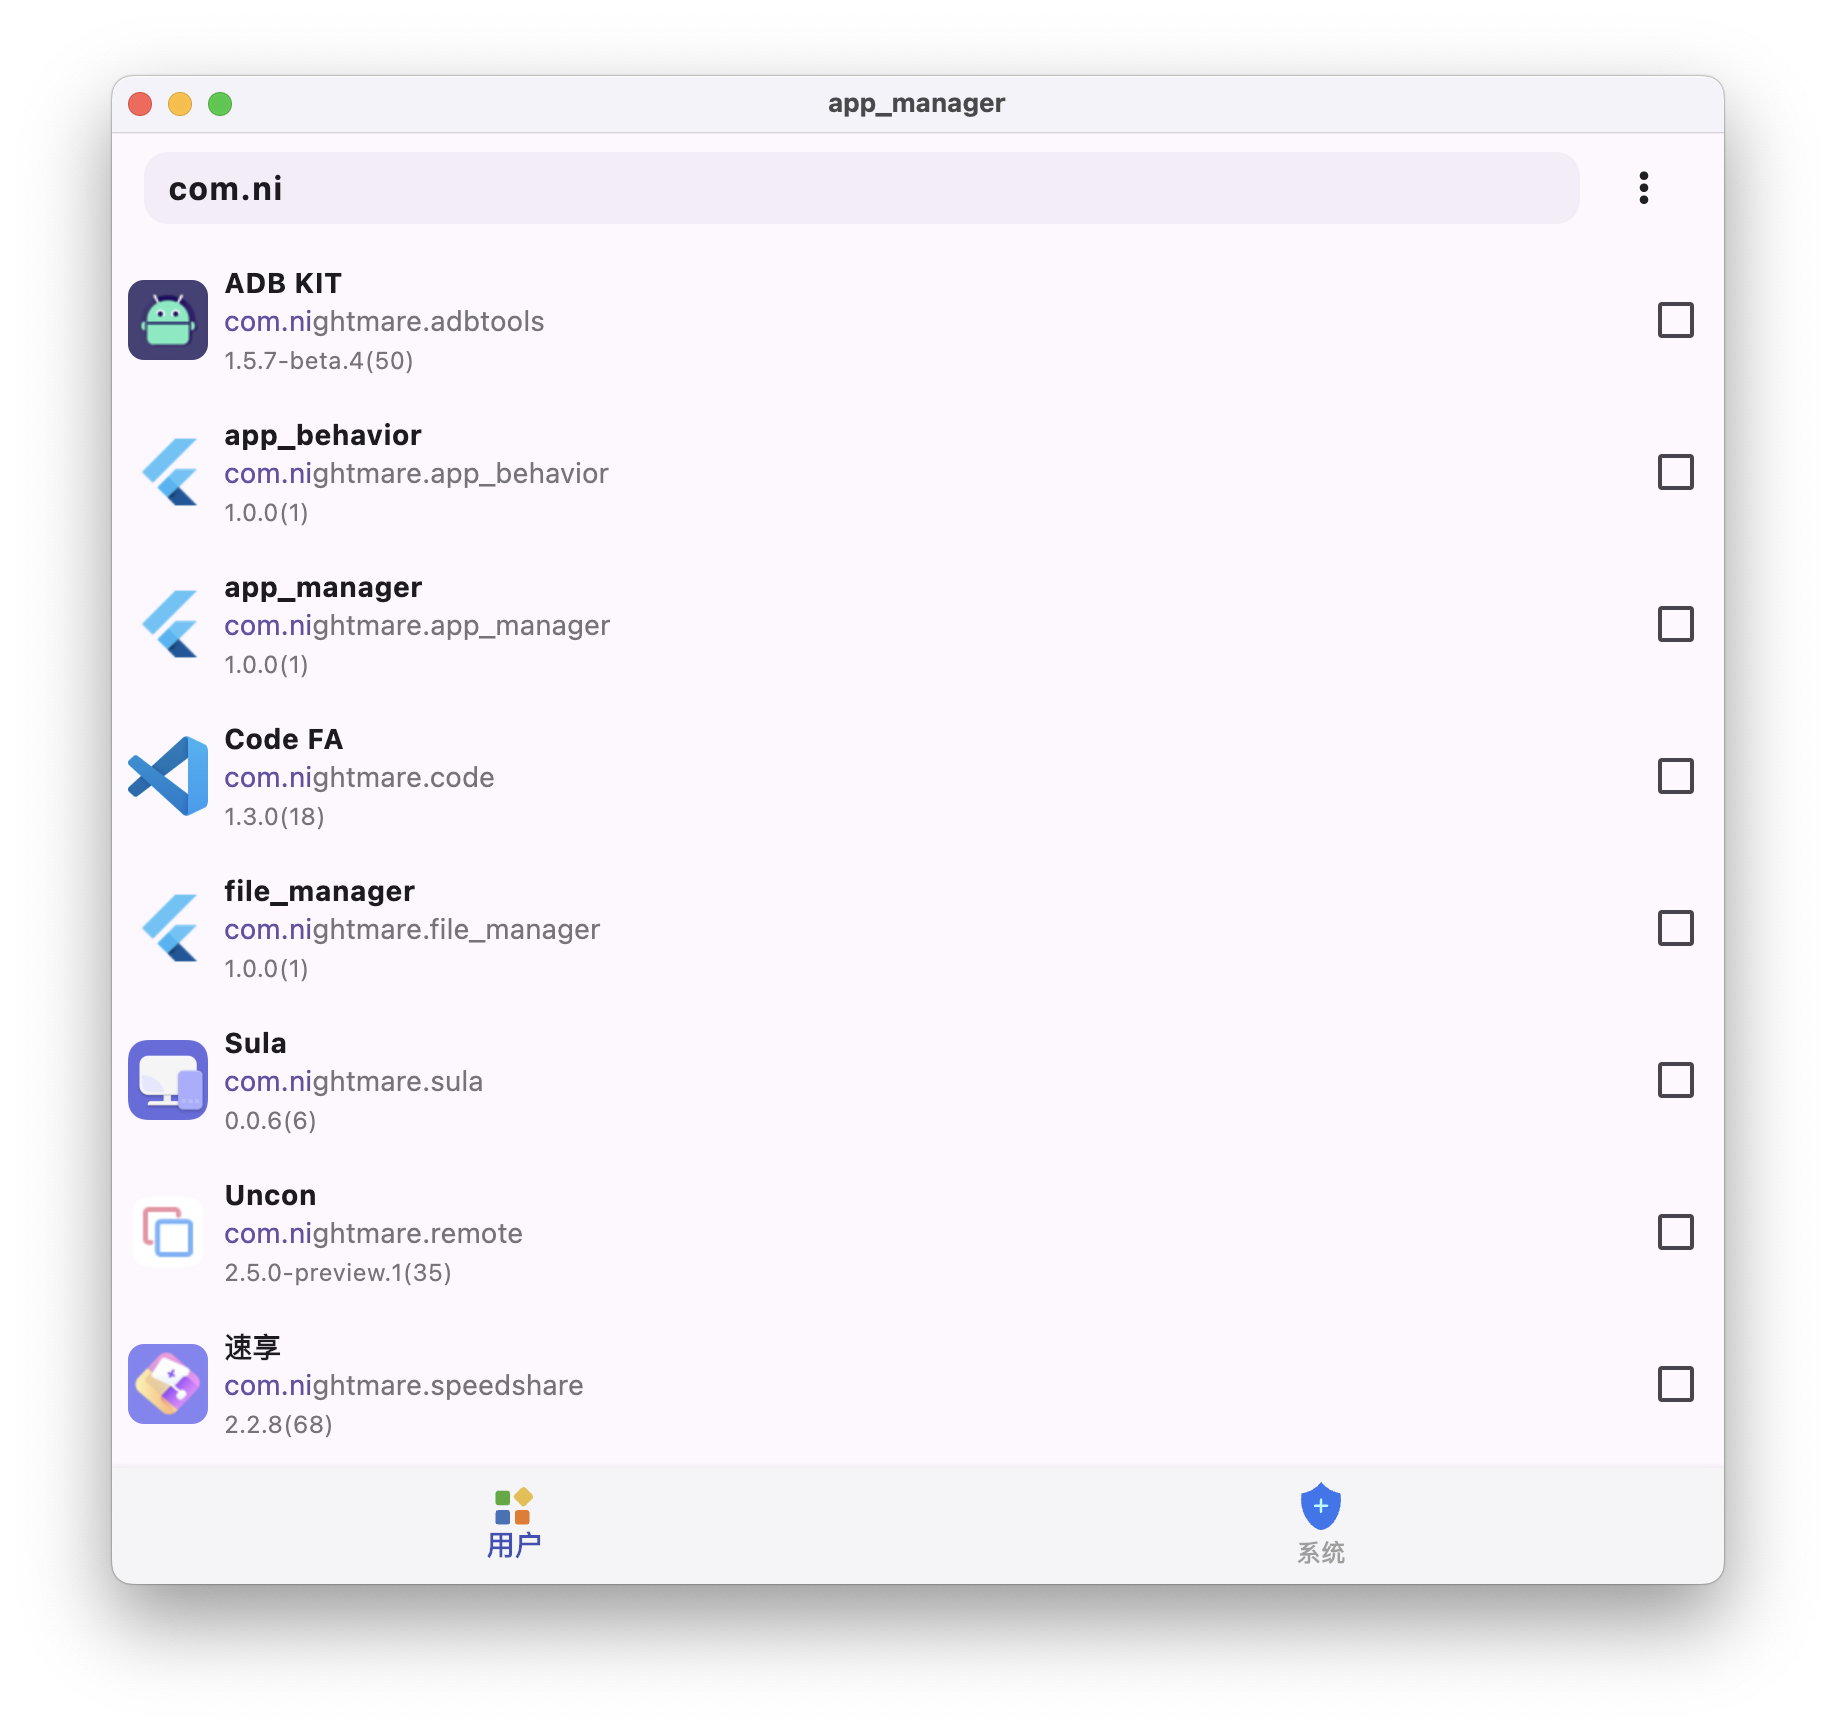 app_manager
com.ni
ADB KIT
com.nightmare.adbtools
1.5.7-beta.4(50)
app_behavior
com.nightmare.app_behavior
1.0.0(1)
app_manager
com.nightmare.app_manager
1.0.0(1)
Code FA
com.nightmare.code
1.3.0(18)
file_manager
com.nightmare.file_manager
1.0.0(1)
Sula
com.nightmare.sula
0.0.6(6)
Uncon
com.nightmare.remote
2.5.0-preview.1(35)
速享
com.nightmare.speedshare
2.2.8(68)
用户
系统